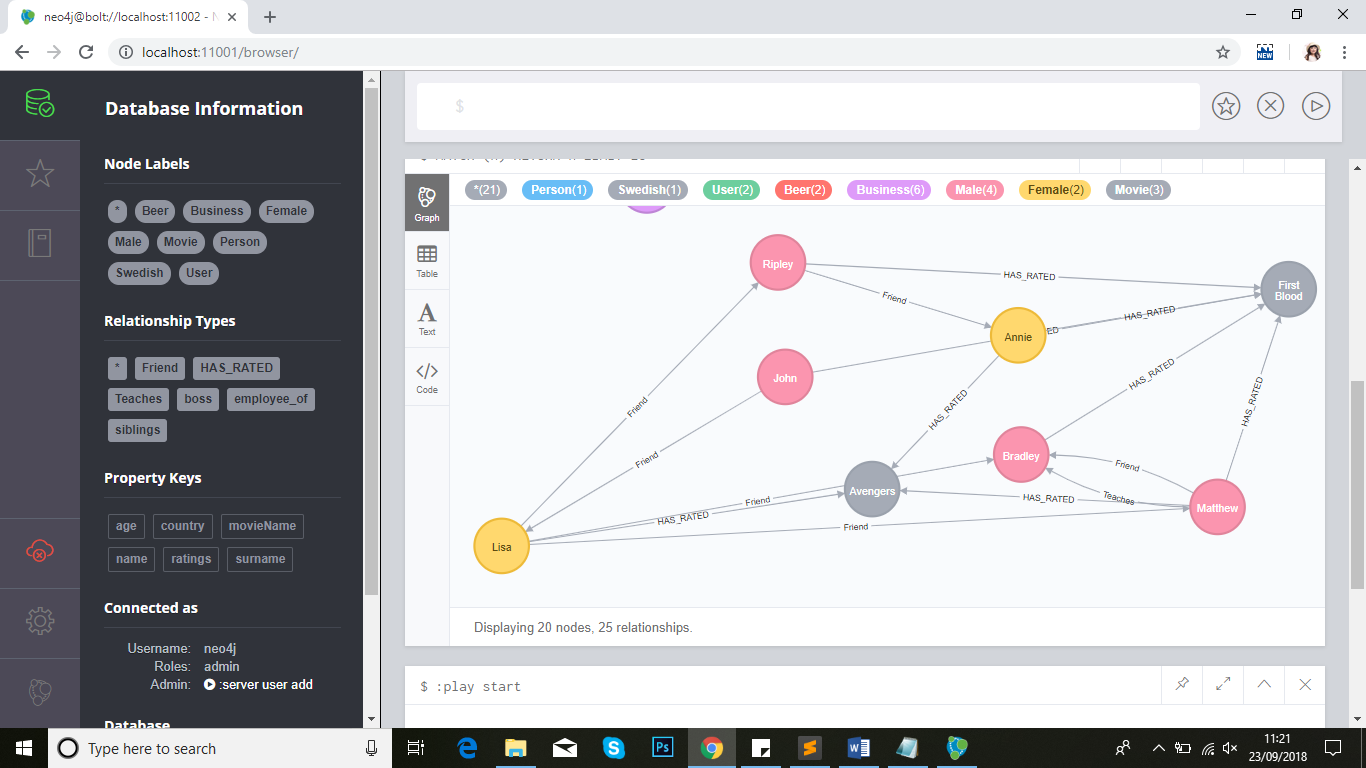 neo4j@bolt://localhost:11002 - N
localhost:11001/browser/
NEW
Database Information
Node Labels
* Beer Business Female
Male Movie Person
Swedish User
Relationship Types
* Friend HAS_RATED
Teaches boss employee_of
siblings
Property Keys
age country movieName
name ratings surname
Connected as
Username: neo4j
Roles: admin
Admin: :server user add
Database
$
Graph
Table
A
Text
</>
Code
*(21) Person(1) Swedish(1) User(2) Beer(2) Business(6) Male(4) Female(2) Movie(3)
Ripley
HAS_RATED
First
Blood
Friend
HAS_RATED
Annie
ED
John
HAS_RATED
Friend
HAS_RATED
HAS_RATED
Friend
Bradley
Friend
Avengers
Teaches
Friend
HAS_RATED
HAS_RATED
Matthew
Friend
Lisa
Displaying 20 nodes, 25 relationships.
$ :play start
Type here to search
Ps
11:21
23/09/2018